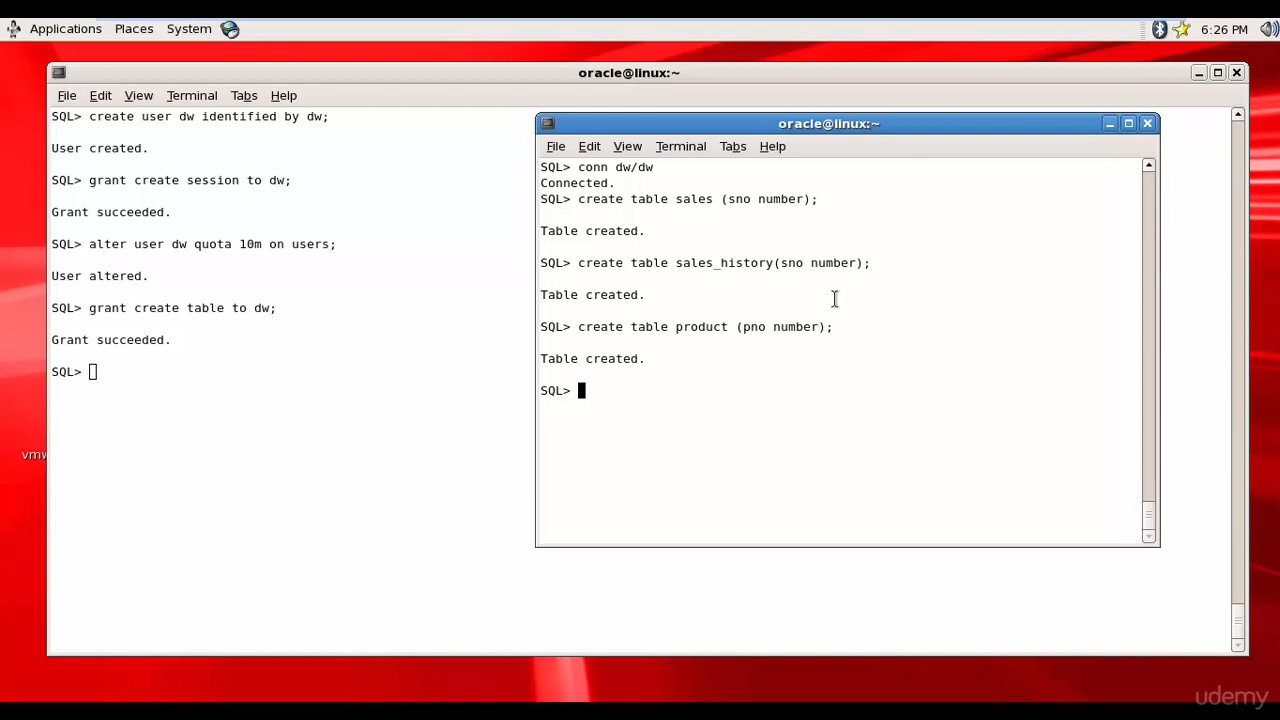 Applications Places System 6:26 PM
oracle@linux:~
File Edit View Terminal Tabs Help
SQL> create user dw identified by dw;
User created.
SQL> grant create session to dw;
Grant succeeded.
SQL> alter user dw quota 10m on users;
User altered.
SQL> grant create table to dw;
Grant succeeded.
SQL>
oracle@linux:~
File Edit View Terminal Tabs Help
SQL> conn dw/dw
Connected.
SQL> create table sales (sno number);
Table created.
SQL> create table sales_history(sno number);
Table created.
SQL> create table product (pno number);
Table created.
SQL>
vmw
udemy